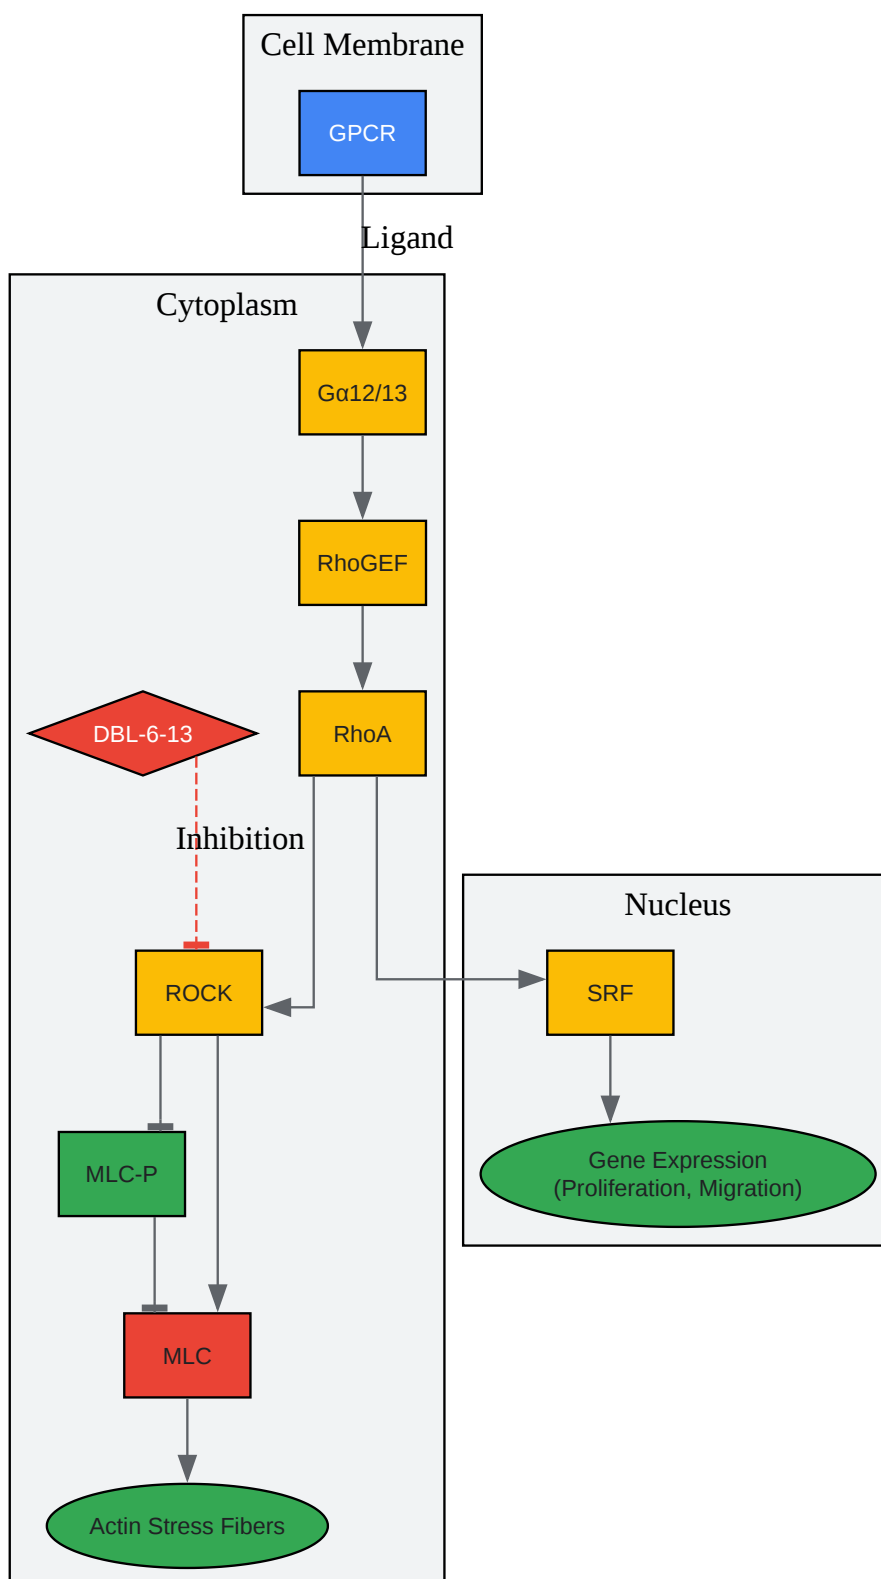 Cell Membrane
GPCR
Ligand
Cytoplasm
Gα12/13
RhoGEF
DBL-6-13
RhoA
Inhibition
Nucleus
ROCK
SRF
MLC-P
Gene Expression
(Proliferation, Migration)
MLC
Actin Stress Fibers